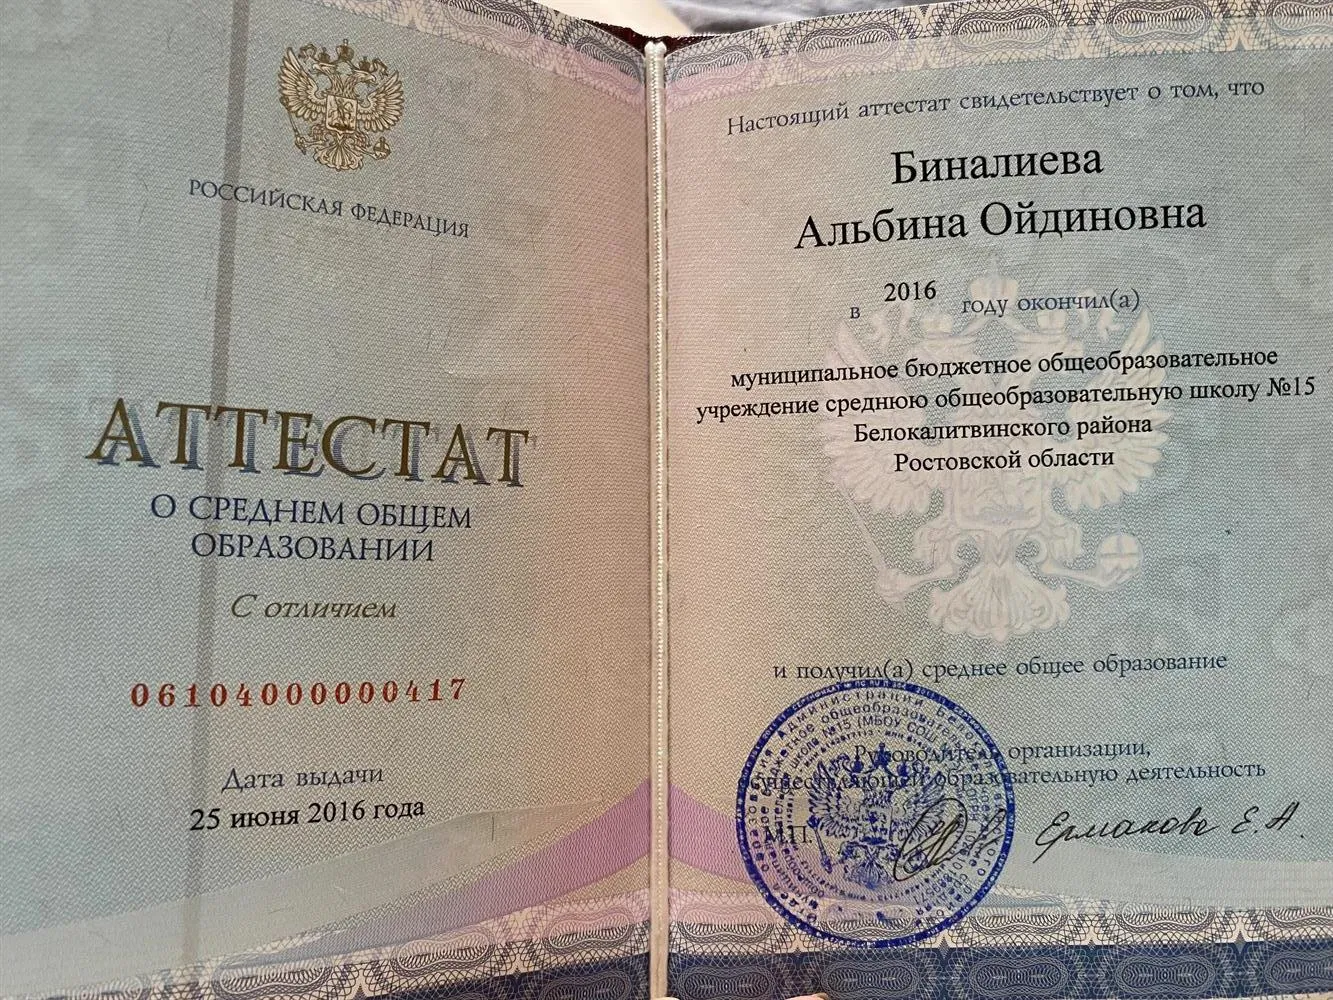 РОССИЙСКАЯ ФЕДЕРАЦИЯ
АТТЕСТАТ
О СРЕДНЕМ ОБЩЕМ
ОБРАЗОВАНИИ
С отличием
06104000000417
Дата выдачи
25 июня 2016 года
Настоящий аттестат свидетельствует о том, что
Биналиева
Альбина Ойдиновна
в 2016 году окончил(а)
муниципальное бюджетное общеобразовательное
учреждение среднюю общеобразовательную школу №15
Белокалитвинского района
Ростовской области
и получил(а) среднее общее образование
Руководитель организации,
осуществляющей образовательную деятельность
М.П.
Ермакова Е.А.